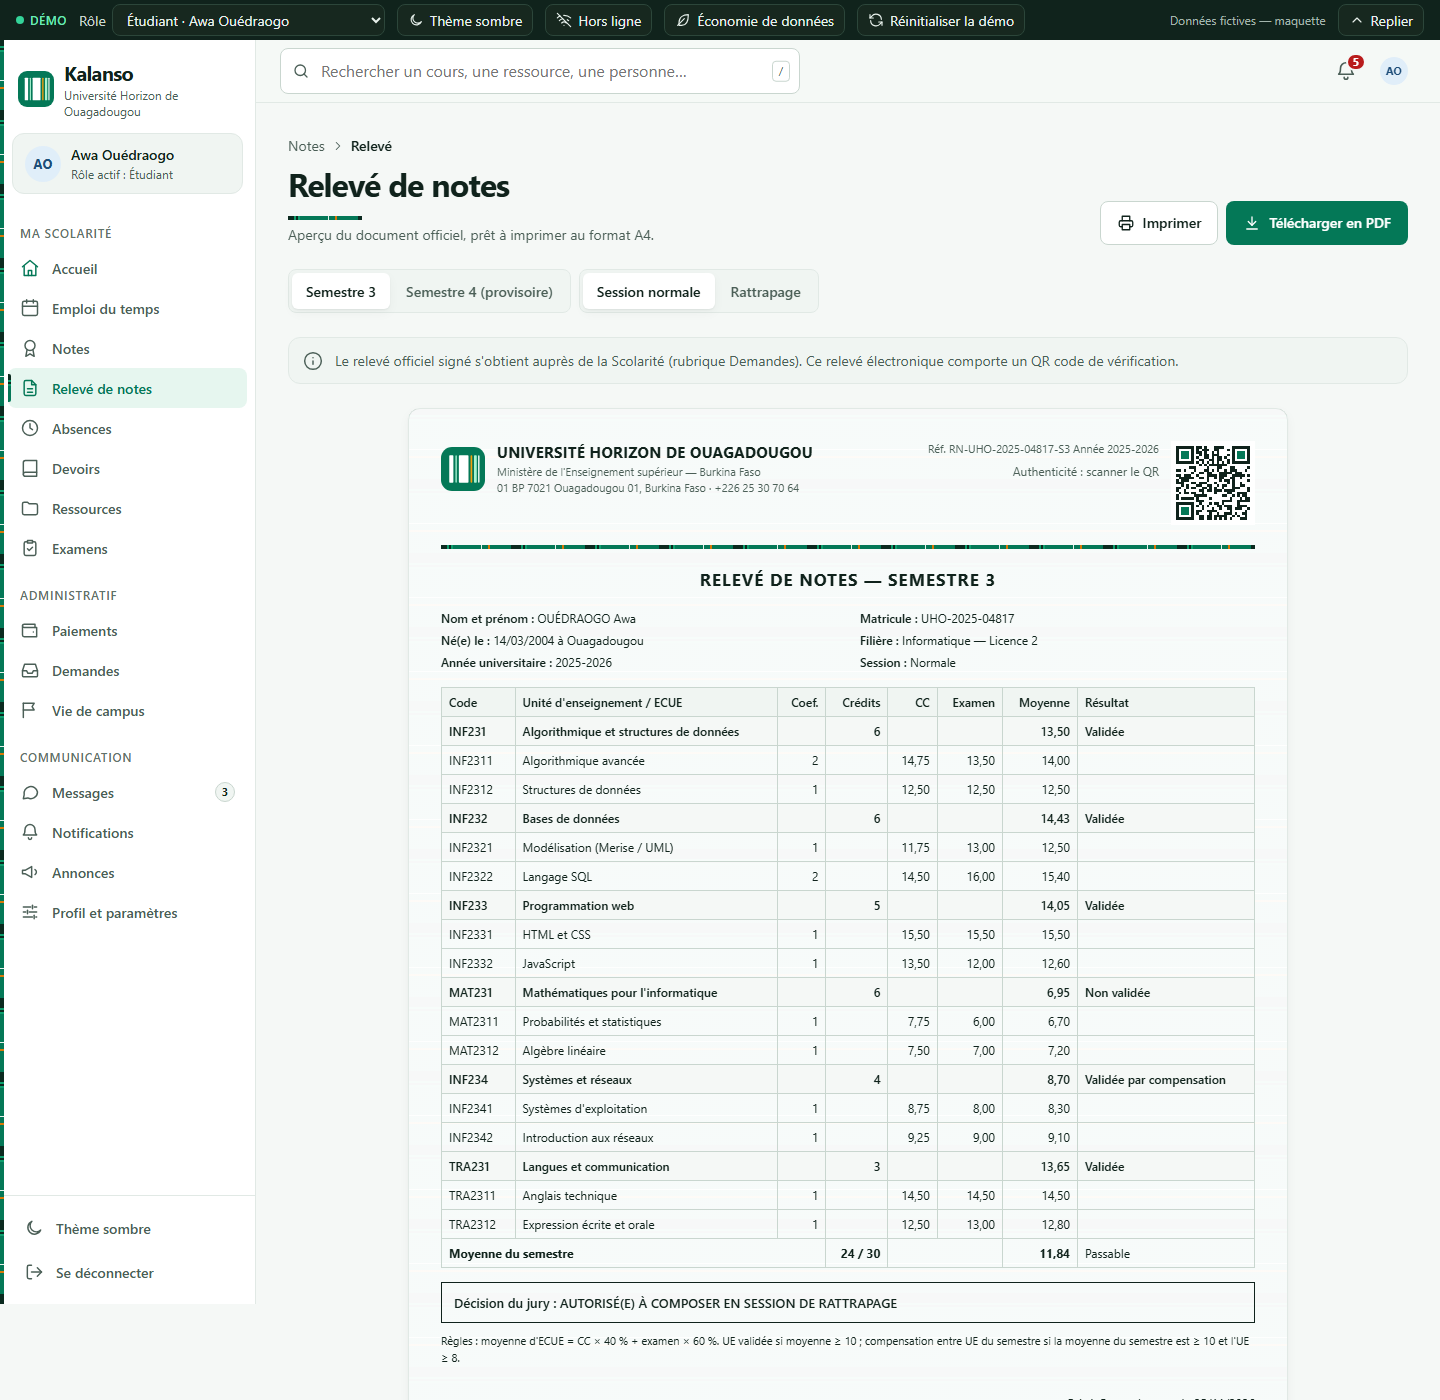 DÉMO Rôle Étudiant · Awa Ouédraogo Thème sombre Hors ligne Économie de données Réinitialiser la démo Données fictives — maquette Replier
Kalanso
Université Horizon de
Ouagadougou
Rechercher un cours, une ressource, une personne... /
5
AO
AO
Awa Ouédraogo
Rôle actif : Étudiant
MA SCOLARITÉ
Accueil
Emploi du temps
Notes
Relevé de notes
Absences
Devoirs
Ressources
Examens
ADMINISTRATIF
Paiements
Demandes
Vie de campus
COMMUNICATION
Messages 3
Notifications
Annonces
Profil et paramètres
Thème sombre
Se déconnecter
Notes > Relevé
Relevé de notes
Aperçu du document officiel, prêt à imprimer au format A4.
Imprimer Télécharger en PDF
Semestre 3 Semestre 4 (provisoire) Session normale Rattrapage
Le relevé officiel signé s'obtient auprès de la Scolarité (rubrique Demandes). Ce relevé électronique comporte un QR code de vérification.
UNIVERSITÉ HORIZON DE OUAGADOUGOU
Ministère de l'Enseignement supérieur — Burkina Faso
01 BP 7021 Ouagadougou 01, Burkina Faso · +226 25 30 70 64
Réf. RN-UHO-2025-04817-S3 Année 2025-2026
Authenticité : scanner le QR
RELEVÉ DE NOTES — SEMESTRE 3
Nom et prénom : OUÉDRAOGO Awa Matricule : UHO-2025-04817
Né(e) le : 14/03/2004 à Ouagadougou Filière : Informatique — Licence 2
Année universitaire : 2025-2026 Session : Normale
Code Unité d'enseignement / ECUE Coef. Crédits CC Examen Moyenne Résultat
INF231 Algorithmique et structures de données 6 13,50 Validée
INF2311 Algorithmique avancée 2 14,75 13,50 14,00
INF2312 Structures de données 1 12,50 12,50 12,50
INF232 Bases de données 6 14,43 Validée
INF2321 Modélisation (Merise / UML) 1 11,75 13,00 12,50
INF2322 Langage SQL 2 14,50 16,00 15,40
INF233 Programmation web 5 14,05 Validée
INF2331 HTML et CSS 1 15,50 15,50 15,50
INF2332 JavaScript 1 13,50 12,00 12,60
MAT231 Mathématiques pour l'informatique 6 6,95 Non validée
MAT2311 Probabilités et statistiques 1 7,75 6,00 6,70
MAT2312 Algèbre linéaire 1 7,50 7,00 7,20
INF234 Systèmes et réseaux 4 8,70 Validée par compensation
INF2341 Systèmes d'exploitation 1 8,75 8,00 8,30
INF2342 Introduction aux réseaux 1 9,25 9,00 9,10
TRA231 Langues et communication 3 13,65 Validée
TRA2311 Anglais technique 1 14,50 14,50 14,50
TRA2312 Expression écrite et orale 1 12,50 13,00 12,80
Moyenne du semestre 24 / 30 11,84 Passable
Décision du jury : AUTORISÉ(E) À COMPOSER EN SESSION DE RATTRAPAGE
Règles : moyenne d'ECUE = CC × 40 % + examen × 60 %. UE validée si moyenne ≥ 10 ; compensation entre UE du semestre si la moyenne du semestre est ≥ 10 et l'UE
≥ 8.